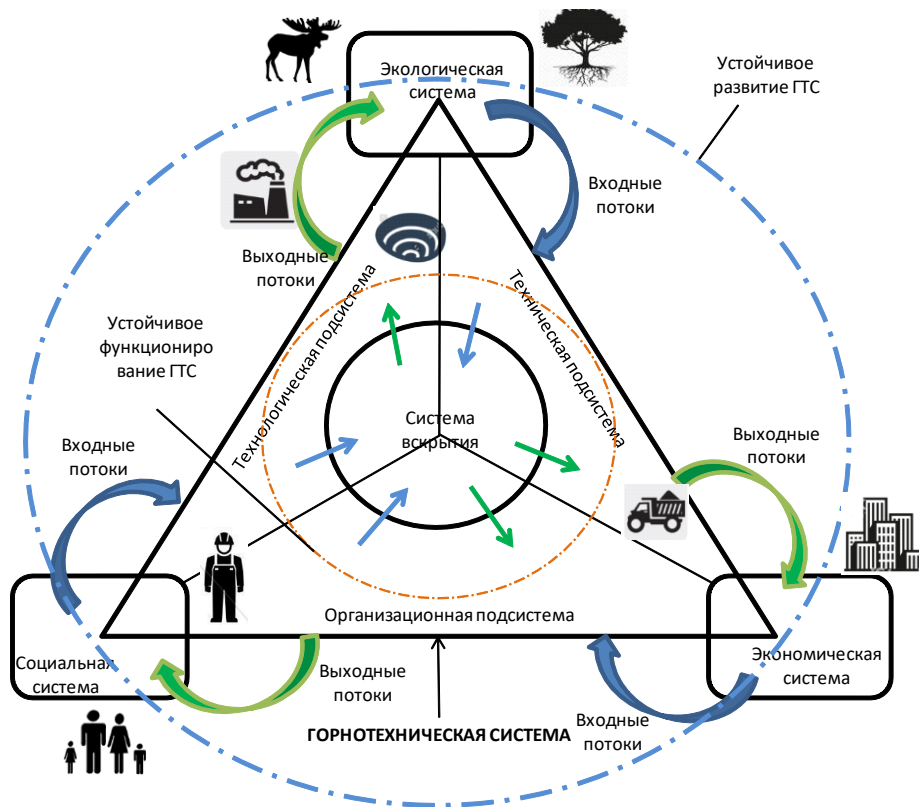 Экологическая
система
Устойчивое
развитие ГТС
Входные
потоки
Выходные
потоки
Технологическая подсистема
Техническая подсистема
Устойчивое
функциониро
вание ГТС
Система
вскрытия
Входные
потоки
Выходные
потоки
Организационная подсистема
Социальная
система
Выходные
потоки
Экономическая
система
Входные
потоки
ГОРНОТЕХНИЧЕСКАЯ СИСТЕМА